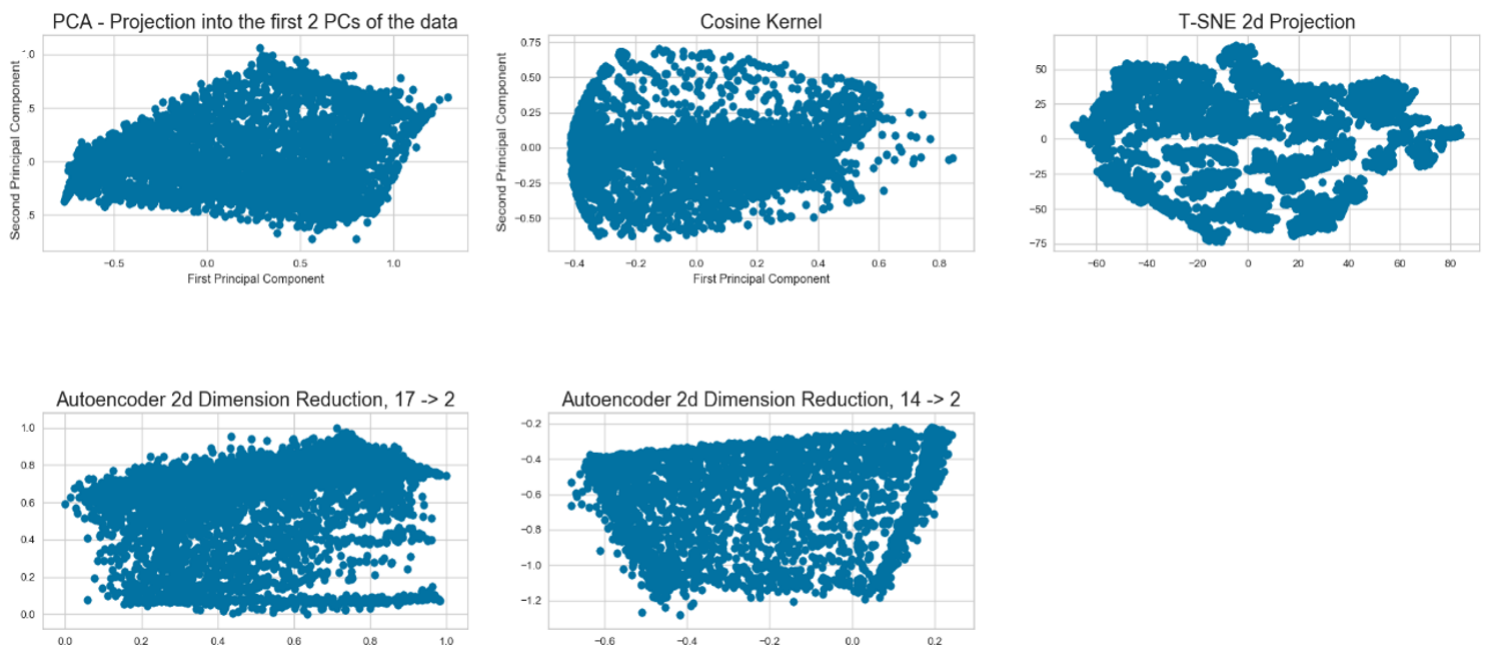 PCA - Projection into the first 2 PCs of the data
Second Principal Component
.0
.5
0
.5
−0.5 0.0 0.5 1.0
First Principal Component
Cosine Kernel
Second Principal Component
0.75
0.50
0.25
0.00
−0.25
−0.50
−0.4 −0.2 0.0 0.2 0.4 0.6 0.8
First Principal Component
T-SNE 2d Projection
50
25
0
−25
−50
−75
−60 −40 −20 0 20 40 60 80
Autoencoder 2d Dimension Reduction, 17 -> 2
1.0
0.8
0.6
0.4
0.2
0.0
0.0 0.2 0.4 0.6 0.8 1.0
Autoencoder 2d Dimension Reduction, 14 -> 2
−0.2
−0.4
−0.6
−0.8
−1.0
−1.2
−0.6 −0.4 −0.2 0.0 0.2